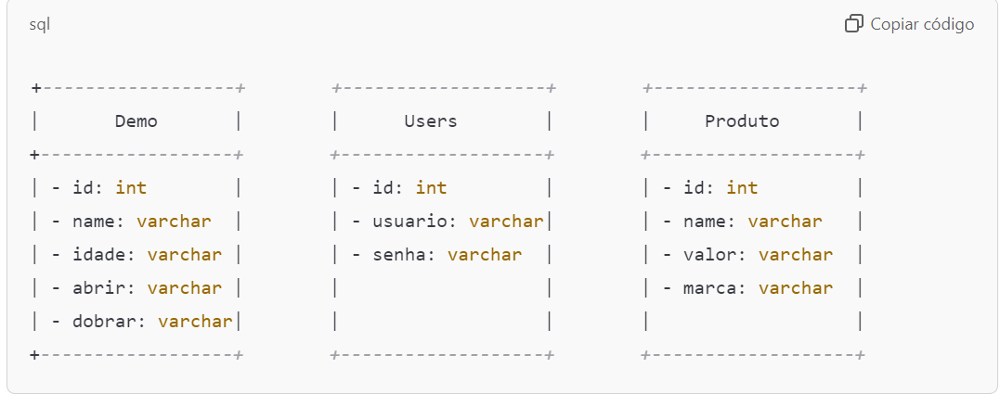 sql Copiar código
+------------------+ +-------------------+ +-------------------+
| Demo | | Users | | Produto |
+------------------+ +-------------------+ +-------------------+
| - id: int | | - id: int | | - id: int |
| - name: varchar | | - usuario: varchar| | - name: varchar |
| - idade: varchar | | - senha: varchar | | - valor: varchar |
| - abrir: varchar | | | | - marca: varchar |
| - dobrar: varchar| | | | |
+------------------+ +-------------------+ +-------------------+